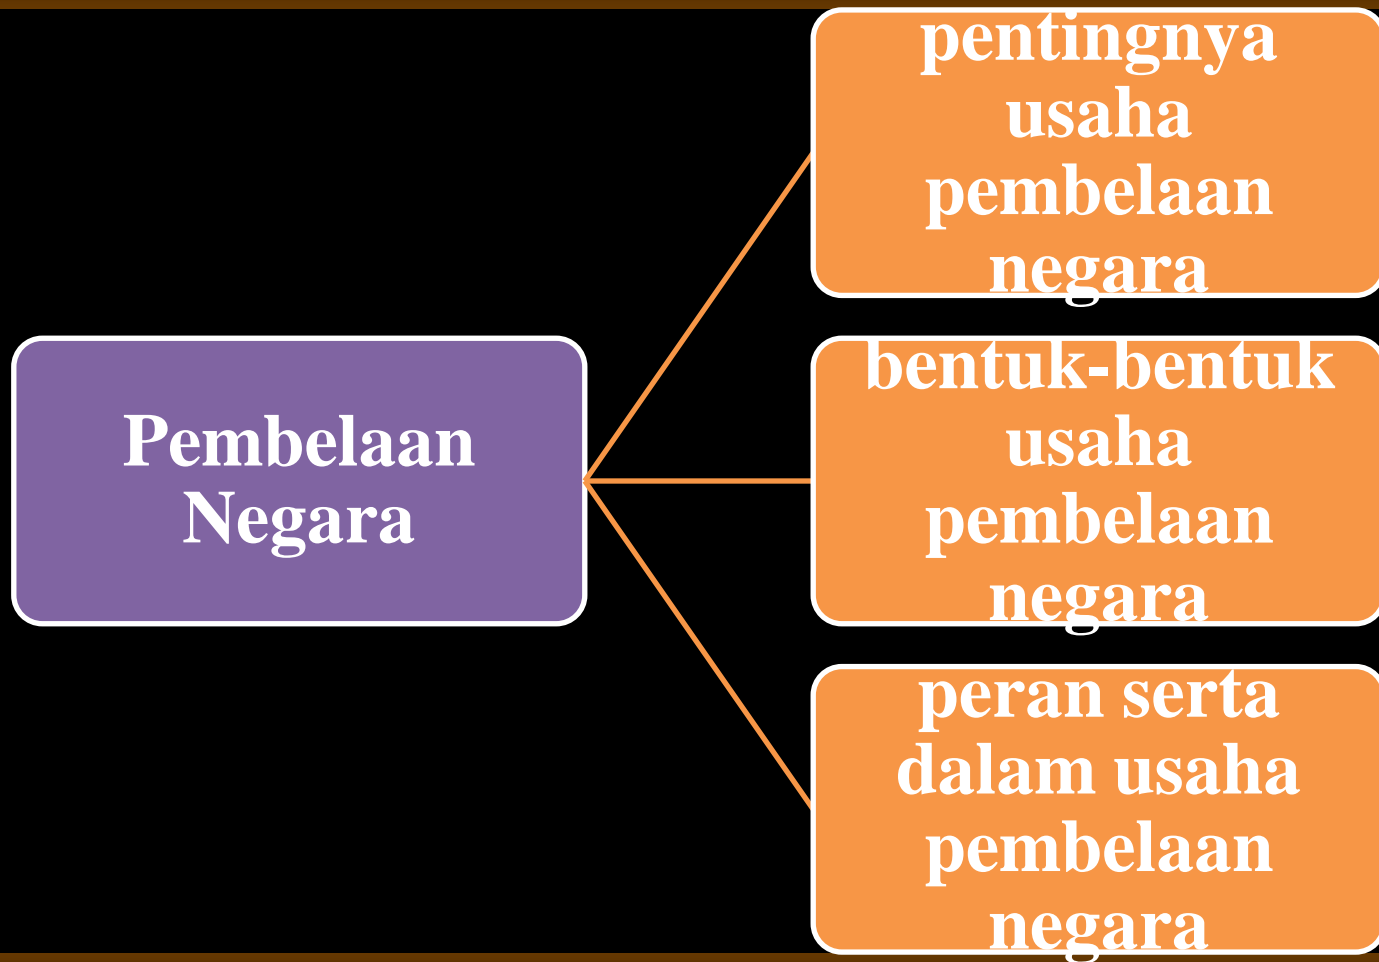 Pembelaan
Negara
pentingnya
usaha
pembelaan
negara
bentuk-bentuk
usaha
pembelaan
negara
peran serta
dalam usaha
pembelaan
negara